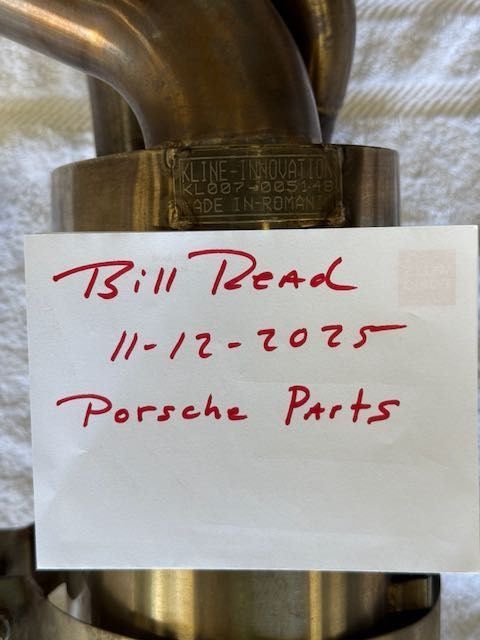 KLINE-INNOVATION
KL007-005148
MADE IN-ROMANIA
Bill Read
11-12-2025
Porsche Parts